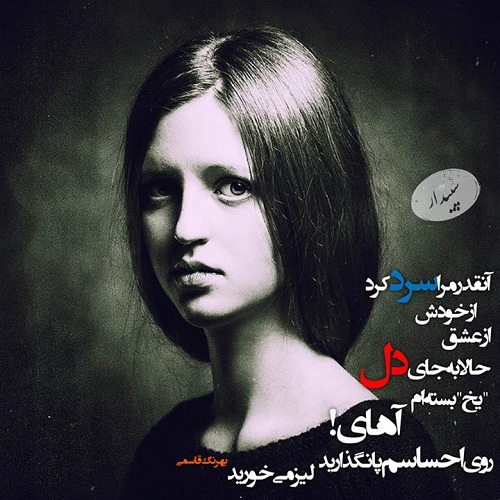 سپیدار
آنقدر مرا سرد کرد
از خودش
از عشق
حالا به جای دل
"یخ" بسته‌ام
آهای!
روی احساسم پا نگذارید لیز می خورید
بهرنگ قاسمی